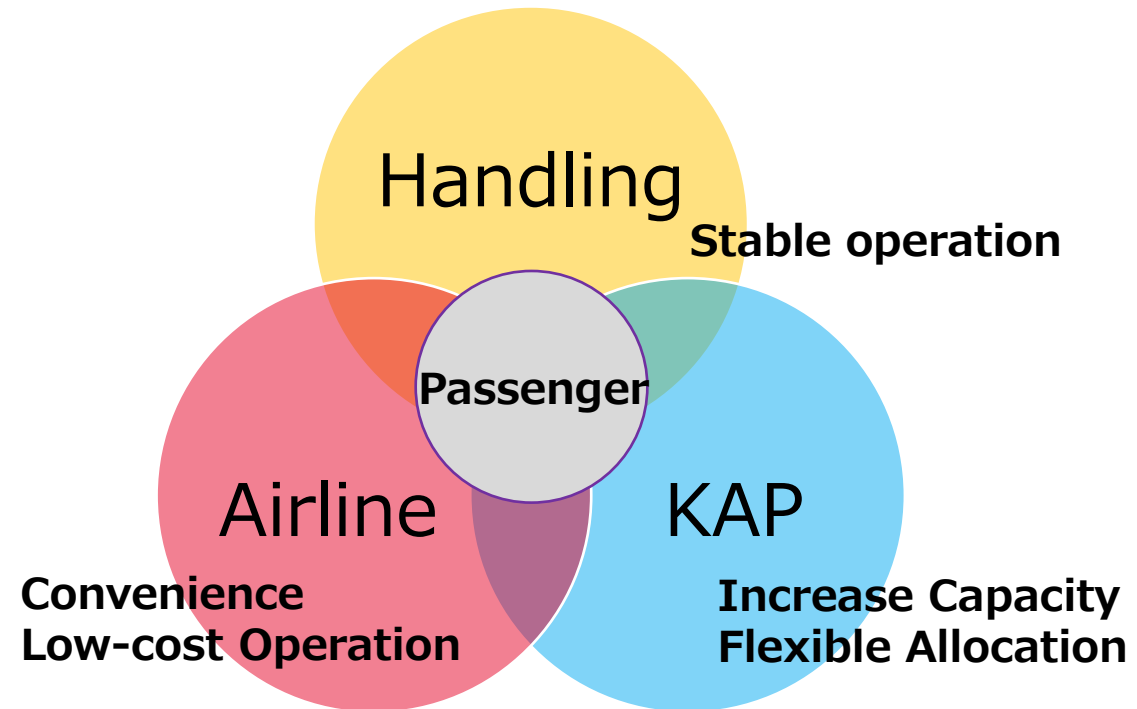 Handling
Stable operation
Passenger
Airline
KAP
Convenience
Low-cost Operation
Increase Capacity
Flexible Allocation